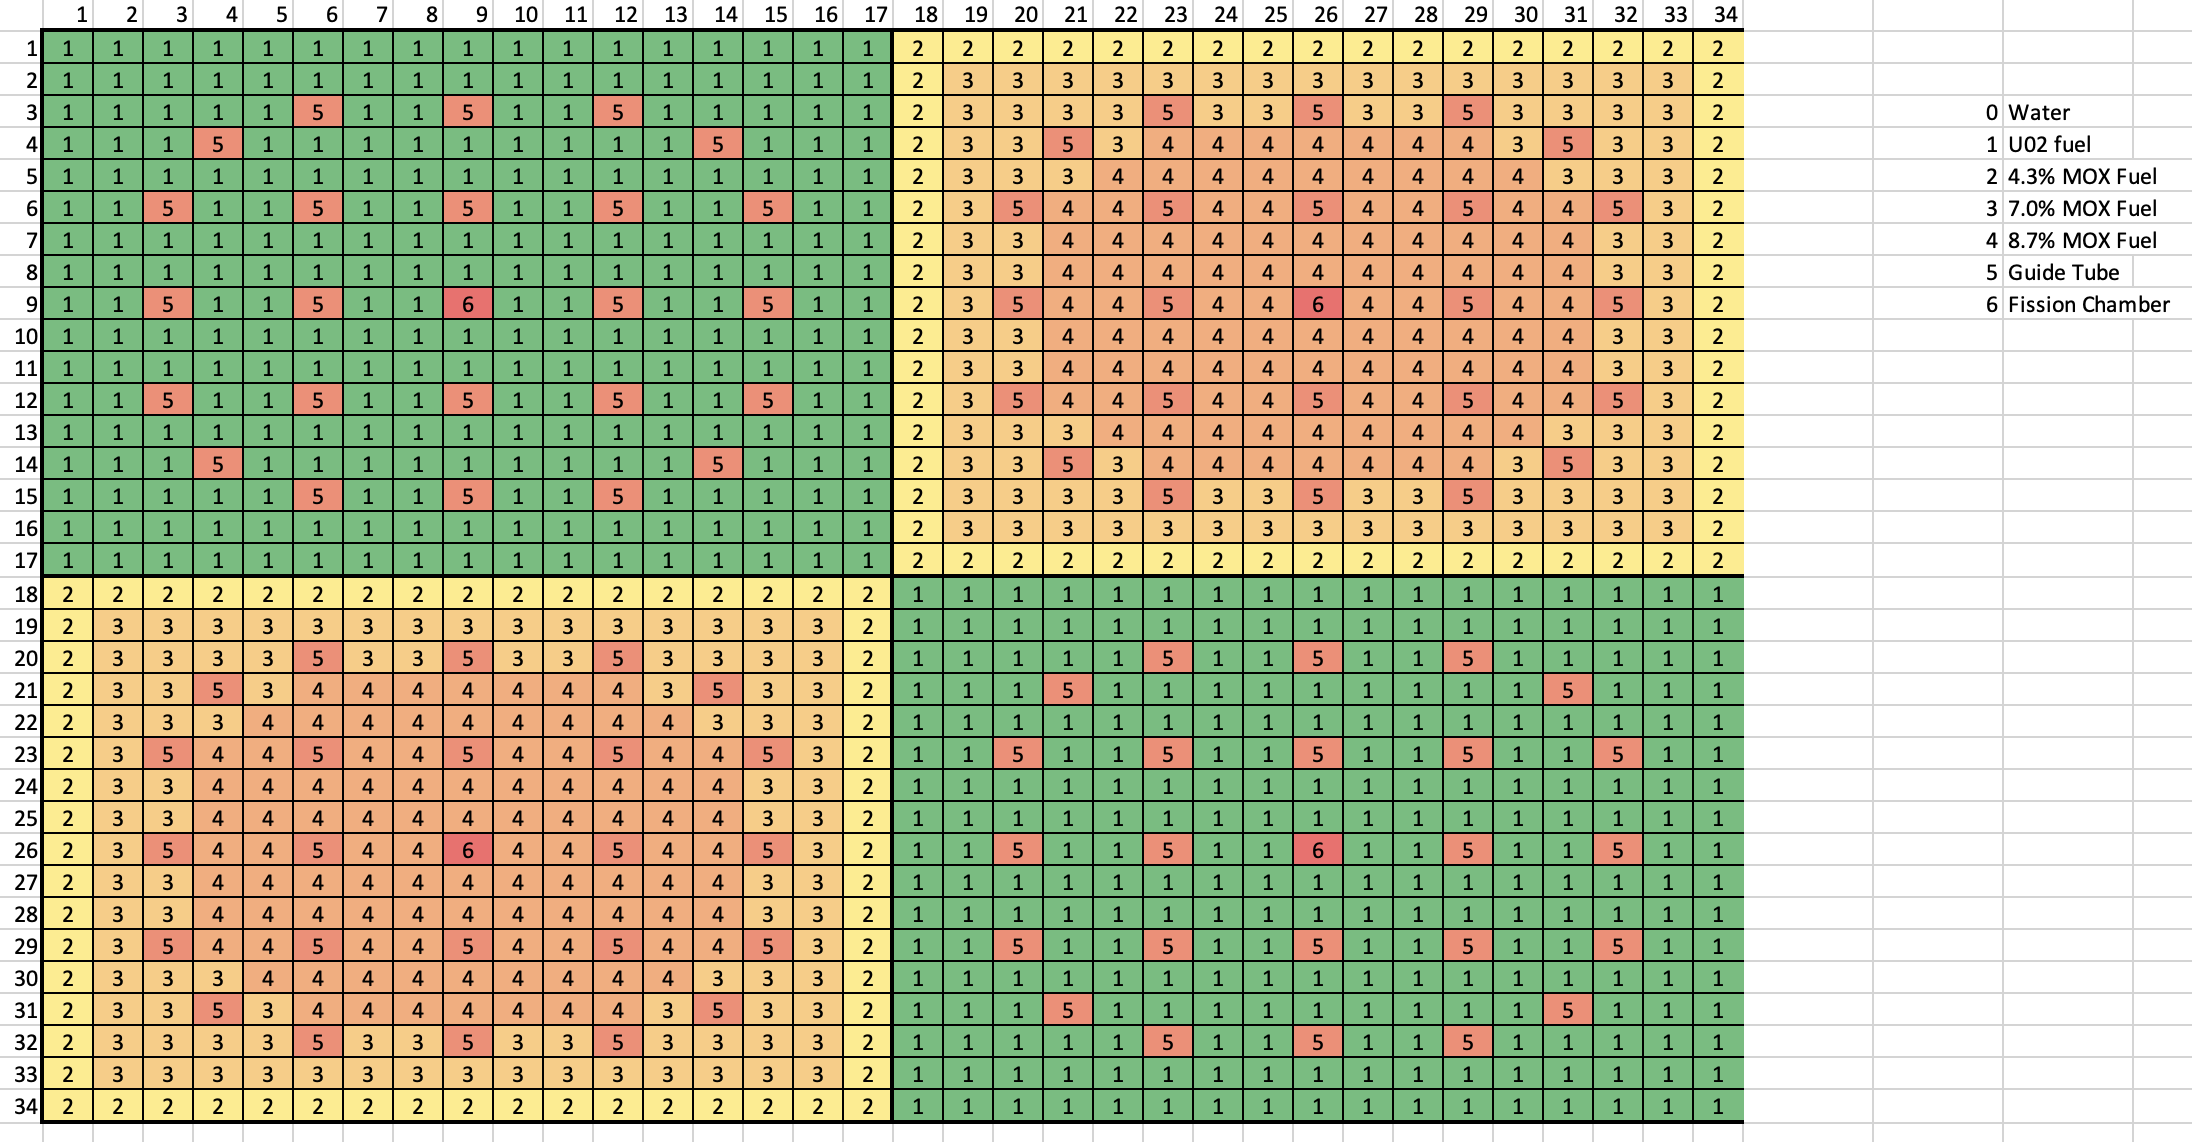 1 2 3 4 5 6 7 8 9 10 11 12 13 14 15 16 17 18 19 20 21 22 23 24 25 26 27 28 29 30 31 32 33 34
1 1 1 1 1 1 1 1 1 1 1 1 1 1 1 1 1 1 2 2 2 2 2 2 2 2 2 2 2 2 2 2 2 2 2
2 1 1 1 1 1 1 1 1 1 1 1 1 1 1 1 1 1 2 3 3 3 3 3 3 3 3 3 3 3 3 3 3 3 2
3 1 1 1 1 1 5 1 1 5 1 1 5 1 1 1 1 1 2 3 3 3 3 5 3 3 5 3 3 5 3 3 3 3 2 0 Water
4 1 1 1 5 1 1 1 1 1 1 1 1 1 5 1 1 1 2 3 3 5 3 4 4 4 4 4 4 4 3 5 3 3 2 1 U02 fuel
5 1 1 1 1 1 1 1 1 1 1 1 1 1 1 1 1 1 2 3 3 3 4 4 4 4 4 4 4 4 4 3 3 3 2 2 4.3% MOX Fuel
6 1 1 5 1 1 5 1 1 5 1 1 5 1 1 5 1 1 2 3 5 4 4 5 4 4 5 4 4 5 4 4 5 3 2 3 7.0% MOX Fuel
7 1 1 1 1 1 1 1 1 1 1 1 1 1 1 1 1 1 2 3 3 4 4 4 4 4 4 4 4 4 4 4 3 3 2 4 8.7% MOX Fuel
8 1 1 1 1 1 1 1 1 1 1 1 1 1 1 1 1 1 2 3 3 4 4 4 4 4 4 4 4 4 4 4 3 3 2 5 Guide Tube
9 1 1 5 1 1 5 1 1 6 1 1 5 1 1 5 1 1 2 3 5 4 4 5 4 4 6 4 4 5 4 4 5 3 2 6 Fission Chamber
10 1 1 1 1 1 1 1 1 1 1 1 1 1 1 1 1 1 2 3 3 4 4 4 4 4 4 4 4 4 4 4 3 3 2
11 1 1 1 1 1 1 1 1 1 1 1 1 1 1 1 1 1 2 3 3 4 4 4 4 4 4 4 4 4 4 4 3 3 2
12 1 1 5 1 1 5 1 1 5 1 1 5 1 1 5 1 1 2 3 5 4 4 5 4 4 5 4 4 5 4 4 5 3 2
13 1 1 1 1 1 1 1 1 1 1 1 1 1 1 1 1 1 2 3 3 3 4 4 4 4 4 4 4 4 4 3 3 3 2
14 1 1 1 5 1 1 1 1 1 1 1 1 1 5 1 1 1 2 3 3 5 3 4 4 4 4 4 4 4 3 5 3 3 2
15 1 1 1 1 1 5 1 1 5 1 1 5 1 1 1 1 1 2 3 3 3 3 5 3 3 5 3 3 5 3 3 3 3 2
16 1 1 1 1 1 1 1 1 1 1 1 1 1 1 1 1 1 2 3 3 3 3 3 3 3 3 3 3 3 3 3 3 3 2
17 1 1 1 1 1 1 1 1 1 1 1 1 1 1 1 1 1 2 2 2 2 2 2 2 2 2 2 2 2 2 2 2 2 2
18 2 2 2 2 2 2 2 2 2 2 2 2 2 2 2 2 2 1 1 1 1 1 1 1 1 1 1 1 1 1 1 1 1 1
19 2 3 3 3 3 3 3 3 3 3 3 3 3 3 3 3 2 1 1 1 1 1 1 1 1 1 1 1 1 1 1 1 1 1
20 2 3 3 3 3 5 3 3 5 3 3 5 3 3 3 3 2 1 1 1 1 1 5 1 1 5 1 1 5 1 1 1 1 1
21 2 3 3 5 3 4 4 4 4 4 4 4 3 5 3 3 2 1 1 1 5 1 1 1 1 1 1 1 1 1 5 1 1 1
22 2 3 3 3 4 4 4 4 4 4 4 4 4 3 3 3 2 1 1 1 1 1 1 1 1 1 1 1 1 1 1 1 1 1
23 2 3 5 4 4 5 4 4 5 4 4 5 4 4 5 3 2 1 1 5 1 1 5 1 1 5 1 1 5 1 1 5 1 1
24 2 3 3 4 4 4 4 4 4 4 4 4 4 4 3 3 2 1 1 1 1 1 1 1 1 1 1 1 1 1 1 1 1 1
25 2 3 3 4 4 4 4 4 4 4 4 4 4 4 3 3 2 1 1 1 1 1 1 1 1 1 1 1 1 1 1 1 1 1
26 2 3 5 4 4 5 4 4 6 4 4 5 4 4 5 3 2 1 1 5 1 1 5 1 1 6 1 1 5 1 1 5 1 1
27 2 3 3 4 4 4 4 4 4 4 4 4 4 4 3 3 2 1 1 1 1 1 1 1 1 1 1 1 1 1 1 1 1 1
28 2 3 3 4 4 4 4 4 4 4 4 4 4 4 3 3 2 1 1 1 1 1 1 1 1 1 1 1 1 1 1 1 1 1
29 2 3 5 4 4 5 4 4 5 4 4 5 4 4 5 3 2 1 1 5 1 1 5 1 1 5 1 1 5 1 1 5 1 1
30 2 3 3 3 4 4 4 4 4 4 4 4 4 3 3 3 2 1 1 1 1 1 1 1 1 1 1 1 1 1 1 1 1 1
31 2 3 3 5 3 4 4 4 4 4 4 4 3 5 3 3 2 1 1 1 5 1 1 1 1 1 1 1 1 1 5 1 1 1
32 2 3 3 3 3 5 3 3 5 3 3 5 3 3 3 3 2 1 1 1 1 1 5 1 1 5 1 1 5 1 1 1 1 1
33 2 3 3 3 3 3 3 3 3 3 3 3 3 3 3 3 2 1 1 1 1 1 1 1 1 1 1 1 1 1 1 1 1 1
34 2 2 2 2 2 2 2 2 2 2 2 2 2 2 2 2 2 1 1 1 1 1 1 1 1 1 1 1 1 1 1 1 1 1